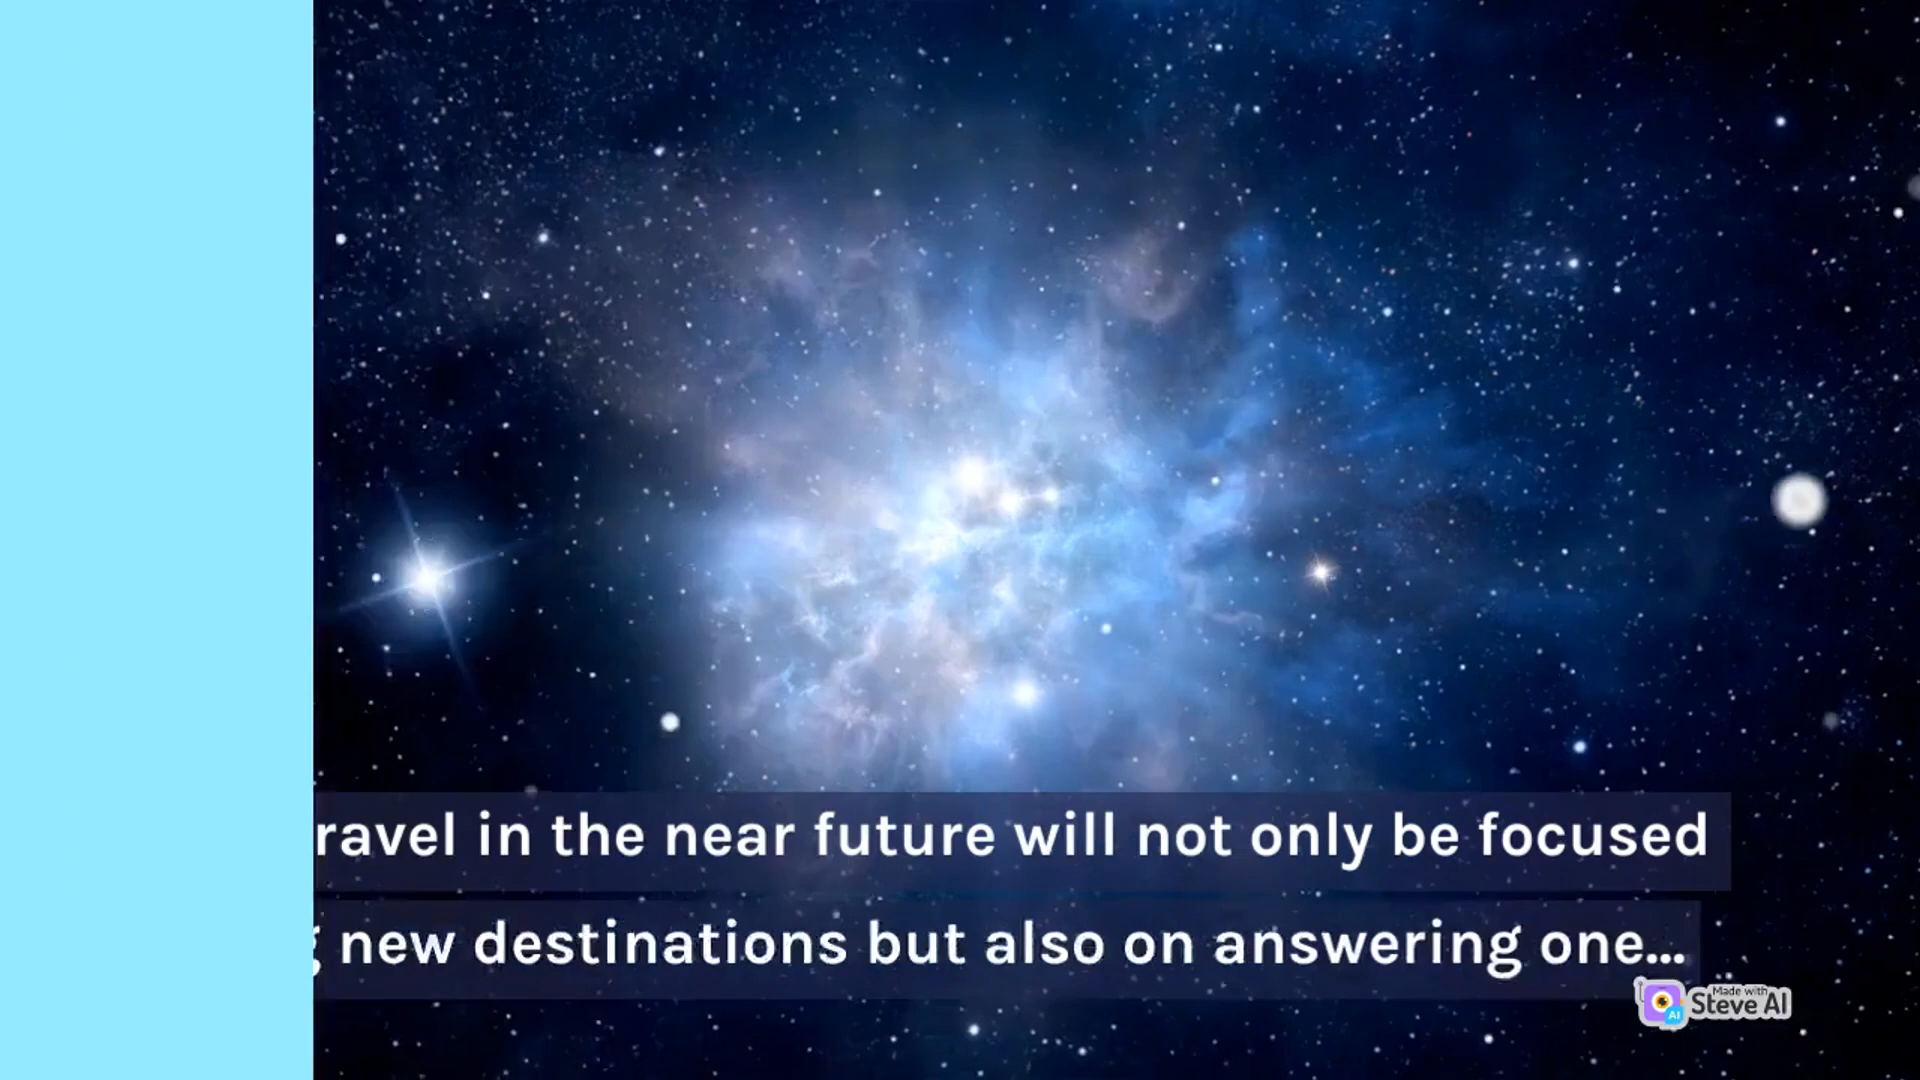 ravel in the near future will not only be focused
new destinations but also on answering one...
Made with
Steve AI
AI